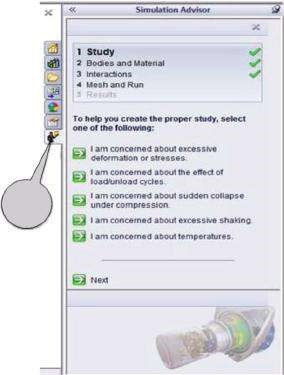 Simulation Advisor
1 Study
2 Bodies and Material
3 Interactions
4 Mesh and Run
5 Results
To help you create the proper study, select
one of the following:
I am concerned about excessive
deformation or stresses.
I am concerned about the effect of
load/unload cycles.
I am concerned about sudden collapse
under compression.
I am concerned about excessive shaking.
I am concerned about temperatures.
Next